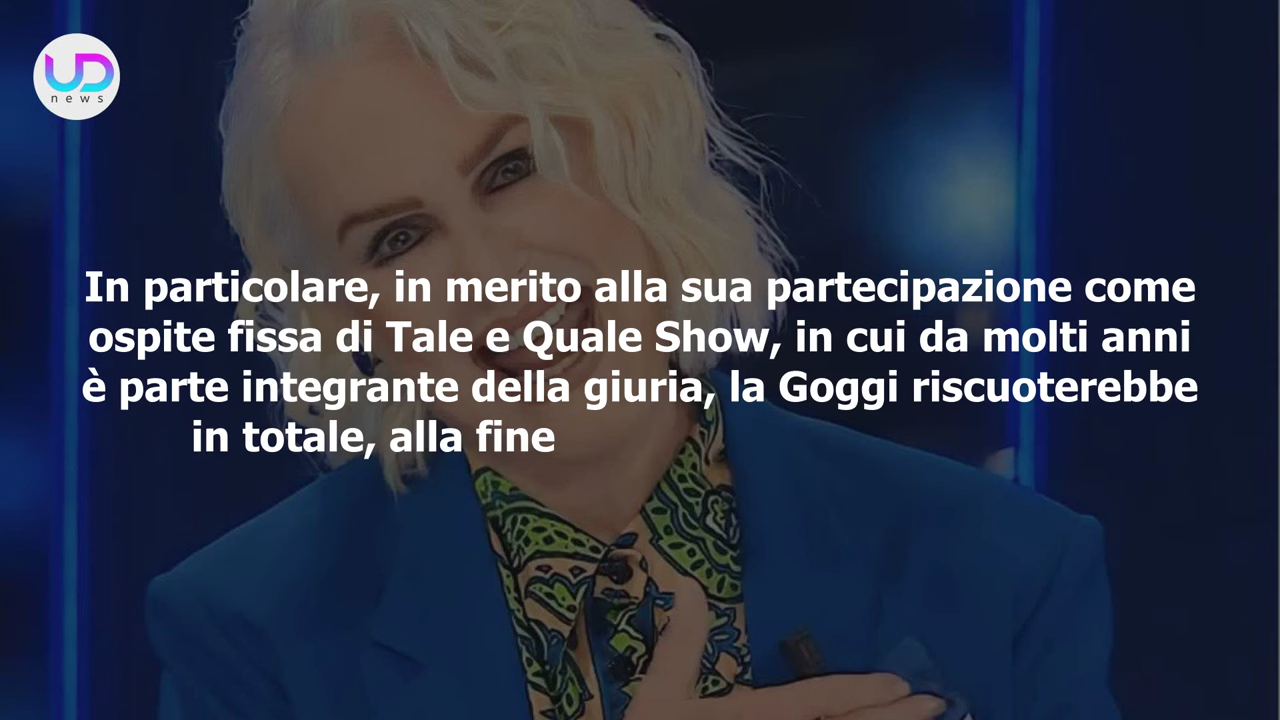 UD
news
In particolare, in merito alla sua partecipazione come
ospite fissa di Tale e Quale Show, in cui da molti anni
è parte integrante della giuria, la Goggi riscuoterebbe
in totale, alla fine